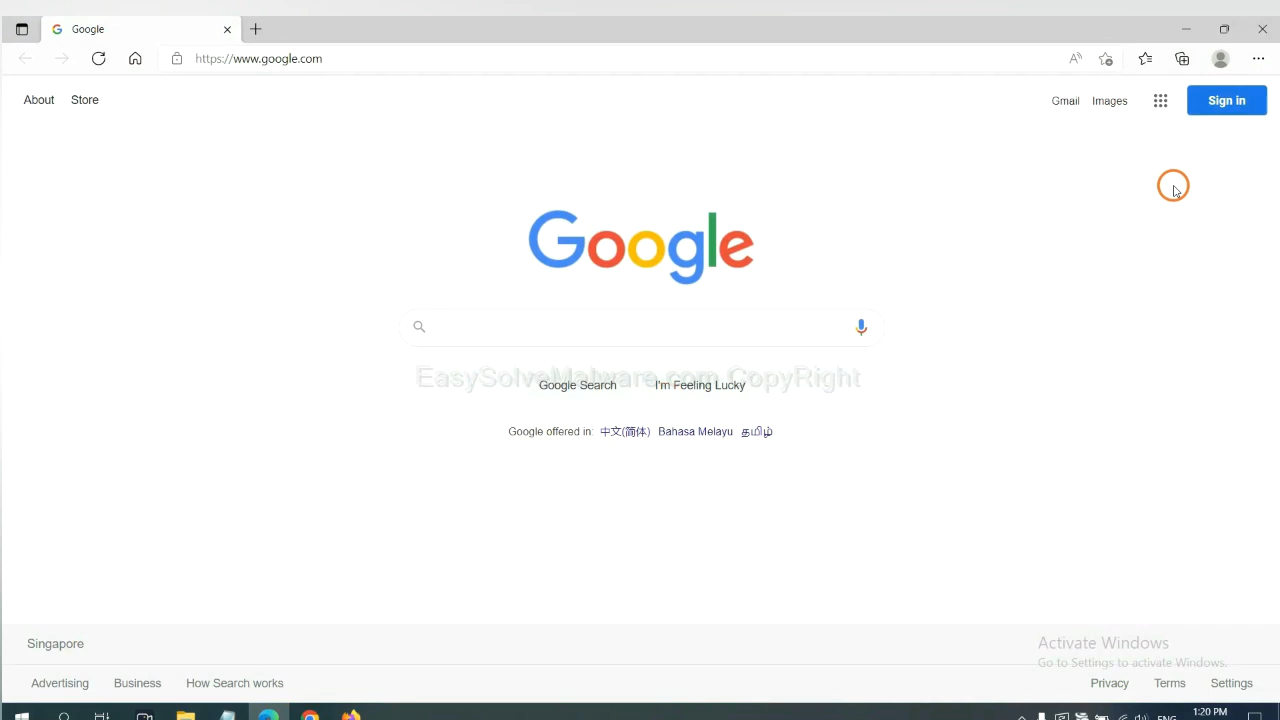 Google
https://www.google.com
About Store
Gmail Images
Sign in
Google
EasySolveMalware.com CopyRight
Google Search I'm Feeling Lucky
Google offered in: 中文(简体) Bahasa Melayu தமிழ்
Singapore
Activate Windows
Go to Settings to activate Windows.
Advertising Business How Search works
Privacy Terms Settings
1:20 PM
ENG